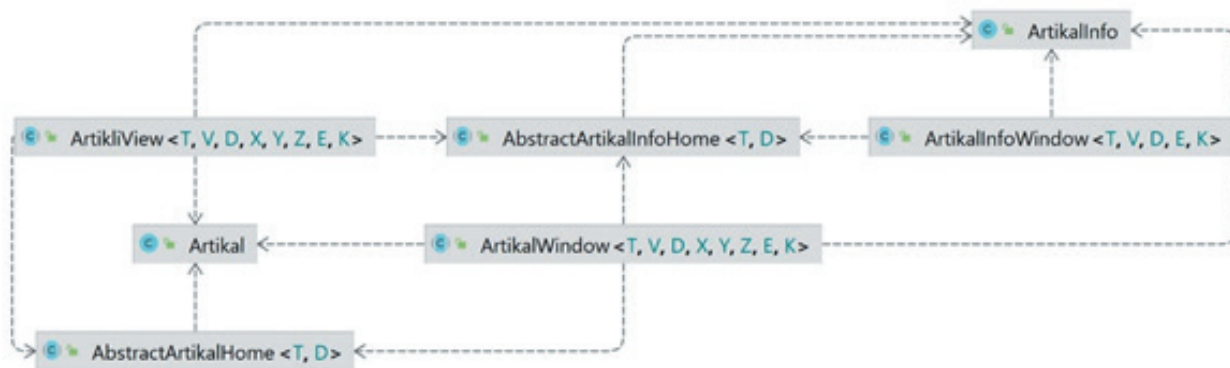 ArtikalInfo
ArtikliView <T, V, D, X, Y, Z, E, K>
AbstractArtikalInfoHome <T, D>
ArtikalInfoWindow <T, V, D, E, K>
Artikal
ArtikalWindow <T, V, D, X, Y, Z, E, K>
AbstractArtikalHome <T, D>